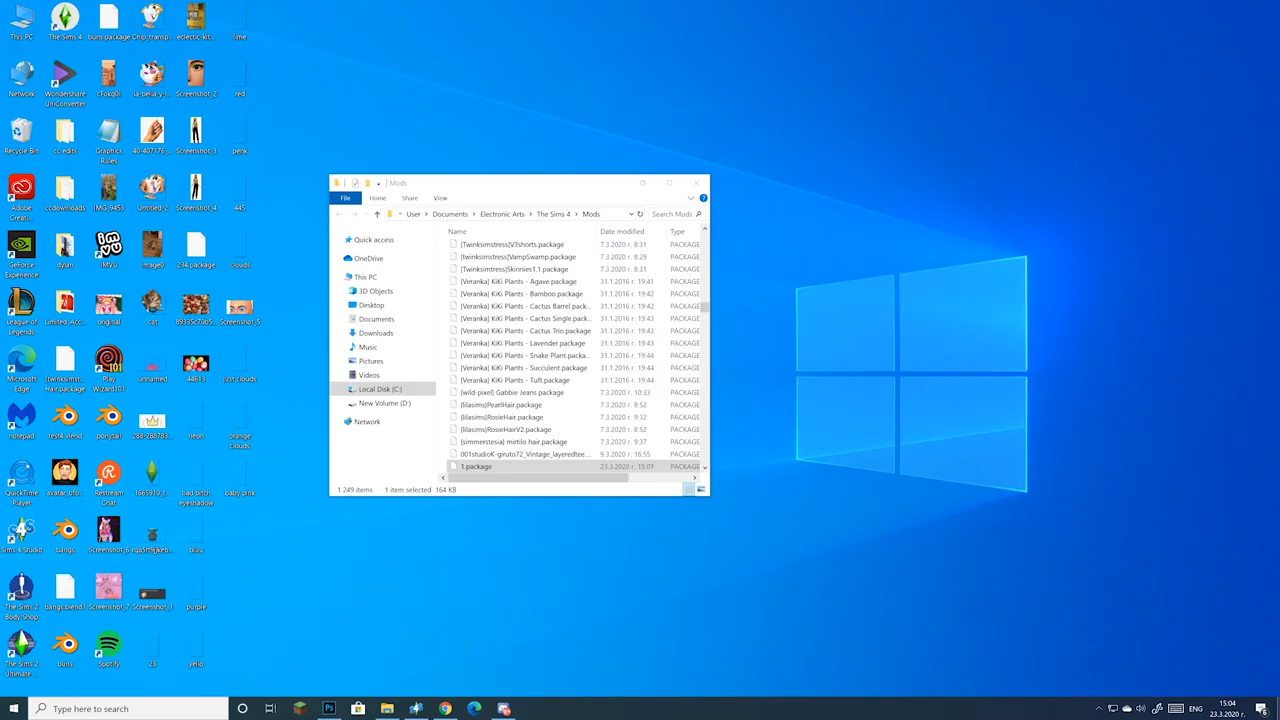 This PC
The Sims 4
buns.package
Chip_transp...
eclectic-kit...
lime
Network
Wondershare UniConverter
cFokq0l
la-bella-y-l...
Screenshot_2
red
Recycle Bin
cc edits
Graphics Rules
40-407176_...
Screenshot_3
penk
Adobe Creati...
ccdownloads
IMG_9453
Untitled-2
Screenshot_4
445
GeForce Experience
dylan
IMVU
image0
234.package
clouds
League of Legends
Limited_Acc...
original
cat
Screenshot_5
Microsoft Edge
[twinksimst... Hair.package
Play Wizard101
unnamed
44613
just clouds
notepad
test4.vlend
ponytail
neon
orange clouds
QuickTime Player
avatar_bfb...
Restream Chat
1665910_t...
bad bitch eyeshadow
baby pink
Sims 4 Studio
bangs
Screenshot_6
blau
The Sims 2 Body Shop
bangs.blend1
Screenshot_7
Screenshot_1
purple
The Sims 2 Ultimate...
buns
Spotify
23
yello
Mods
File Home Share View
User Documents Electronic Arts The Sims 4 Mods Search Mods
Quick access
OneDrive
This PC
3D Objects
Desktop
Documents
Downloads
Music
Pictures
Videos
Local Disk (C:)
New Volume (D:)
Network
Name Date modified Type
[Twinksimstress]V3shorts.package 7.3.2020 г. 8:31 PACKAGE
[twinksimstress]VampSwamp.package 7.3.2020 г. 8:29 PACKAGE
[Twinksimtress]Skinnies1.1.package 7.3.2020 г. 8:31 PACKAGE
[Veranka] KiKi Plants - Agave.package 31.1.2016 г. 19:41 PACKAGE
[Veranka] KiKi Plants - Bamboo.package 31.1.2016 г. 19:42 PACKAGE
[Veranka] KiKi Plants - Cactus Barrel.pack... 31.1.2016 г. 19:42 PACKAGE
[Veranka] KiKi Plants - Cactus Single.pack... 31.1.2016 г. 19:43 PACKAGE
[Veranka] KiKi Plants - Cactus Trio.package 31.1.2016 г. 19:43 PACKAGE
[Veranka] KiKi Plants - Lavender.package 31.1.2016 г. 19:43 PACKAGE
[Veranka] KiKi Plants - Snake Plant.packa... 31.1.2016 г. 19:44 PACKAGE
[Veranka] KiKi Plants - Succulent.package 31.1.2016 г. 19:44 PACKAGE
[Veranka] KiKi Plants - Tuft.package 31.1.2016 г. 19:44 PACKAGE
[wild-pixel] Gabbie Jeans.package 7.3.2020 г. 10:33 PACKAGE
{lilasims}PearlHair.package 7.3.2020 г. 8:52 PACKAGE
{lilasims}RosieHair.package 7.3.2020 г. 9:32 PACKAGE
{lilasims}RosieHairV2.package 7.3.2020 г. 8:52 PACKAGE
{simmerstesia} mirtilo hair.package 7.3.2020 г. 9:37 PACKAGE
001studioK-giruto72_Vintage_layeredtee... 9.3.2020 г. 16:55 PACKAGE
1.package 23.3.2020 г. 15:01 PACKAGE
1 249 items 1 item selected 164 KB
Type here to search
Ps
ENG
15:04
23.3.2020 г.
6